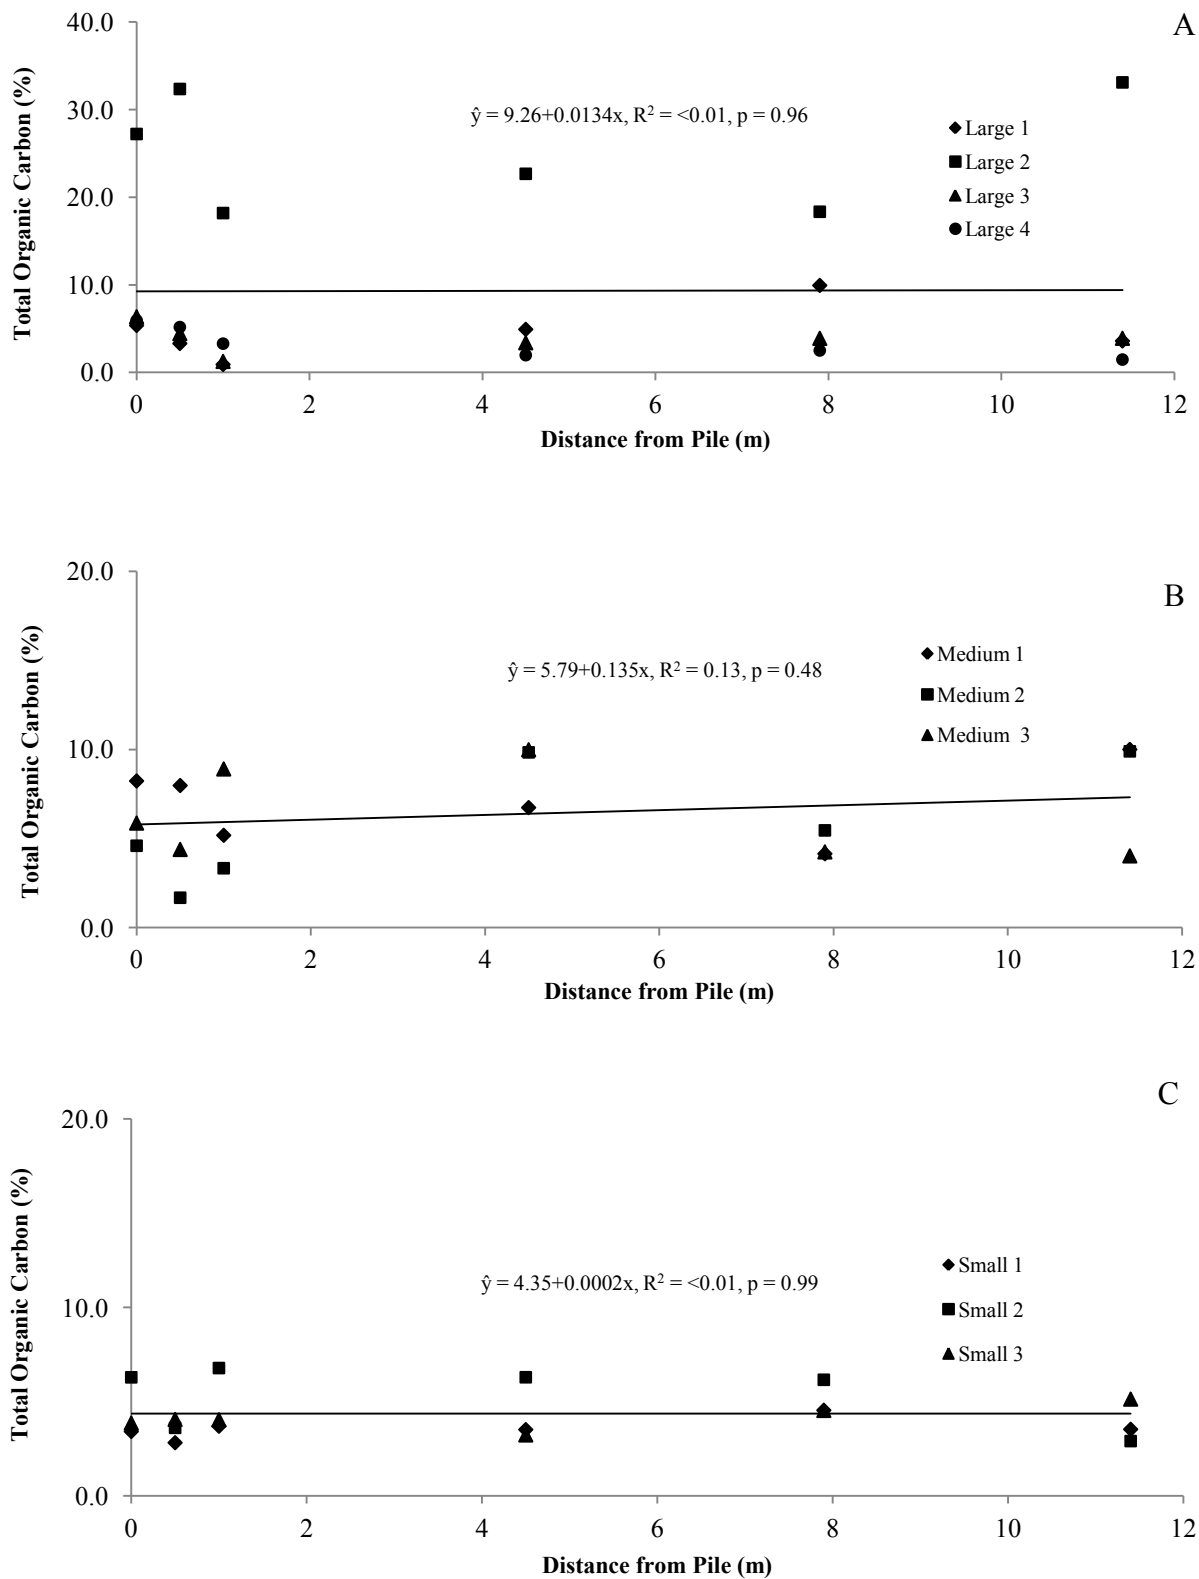 A
40.0
30.0
20.0
10.0
0.0
Total Organic Carbon (%)
ŷ = 9.26+0.0134x, R² = <0.01, p = 0.96
Large 1
Large 2
Large 3
Large 4
0 2 4 6 8 10 12
Distance from Pile (m)
B
20.0
10.0
0.0
Total Organic Carbon (%)
ŷ = 5.79+0.135x, R² = 0.13, p = 0.48
Medium 1
Medium 2
Medium 3
0 2 4 6 8 10 12
Distance from Pile (m)
C
20.0
10.0
0.0
Total Organic Carbon (%)
ŷ = 4.35+0.0002x, R² = <0.01, p = 0.99
Small 1
Small 2
Small 3
0 2 4 6 8 10 12
Distance from Pile (m)